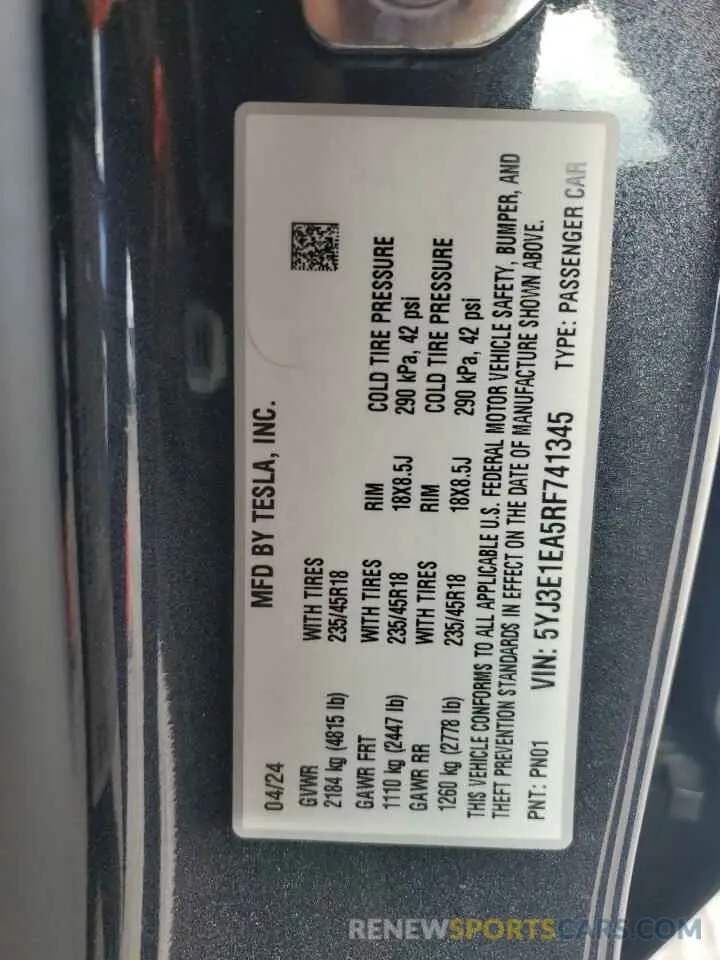 MFD BY TESLA, INC.
04/24
GVWR WITH TIRES
2184 kg (4815 lb) 235/45R18
GAWR FRT WITH TIRES RIM COLD TIRE PRESSURE
1110 kg (2447 lb) 235/45R18 18X8.5J 290 kPa, 42 psi
GAWR RR WITH TIRES RIM COLD TIRE PRESSURE
1260 kg (2778 lb) 235/45R18 18X8.5J 290 kPa, 42 psi
THIS VEHICLE CONFORMS TO ALL APPLICABLE U.S. FEDERAL MOTOR VEHICLE SAFETY, BUMPER, AND
THEFT PREVENTION STANDARDS IN EFFECT ON THE DATE OF MANUFACTURE SHOWN ABOVE.
PNT: PN01 VIN: 5YJ3E1EA5RF741345 TYPE: PASSENGER CAR
RENEWSPORTSCARS.COM